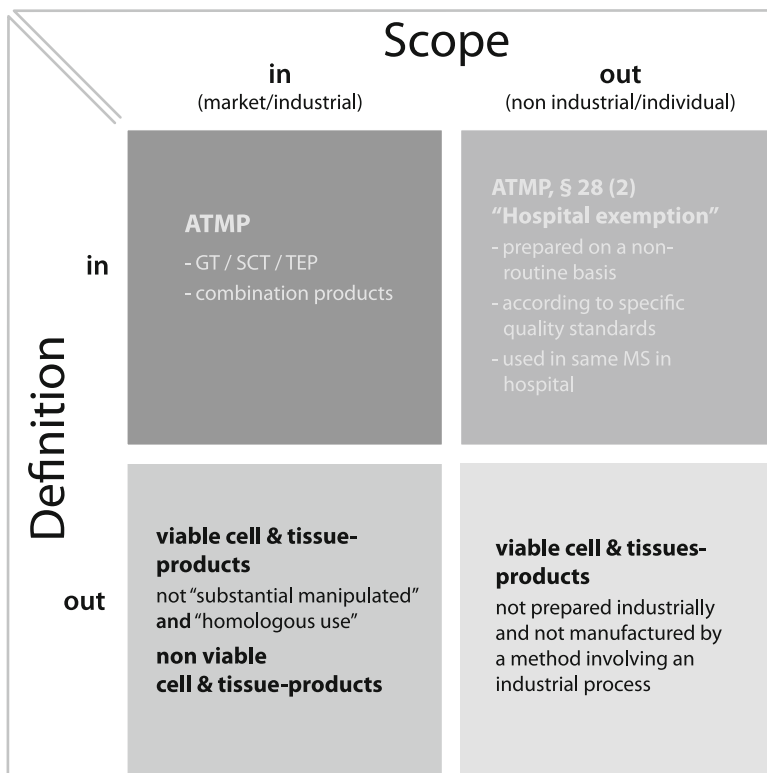 Scope
in
(market/industrial)
out
(non industrial/individual)
Definition
in
ATMP
- GT / SCT / TEP
- combination products
ATMP, § 28 (2)
“Hospital exemption”
- prepared on a non-
routine basis
- according to specific
quality standards
- used in same MS in
hospital
out
viable cell & tissue-
products
not “substantial manipulated”
and “homologous use”
non viable
cell & tissue-products
viable cell & tissues-
products
not prepared industrially
and not manufactured by
a method involving an
industrial process